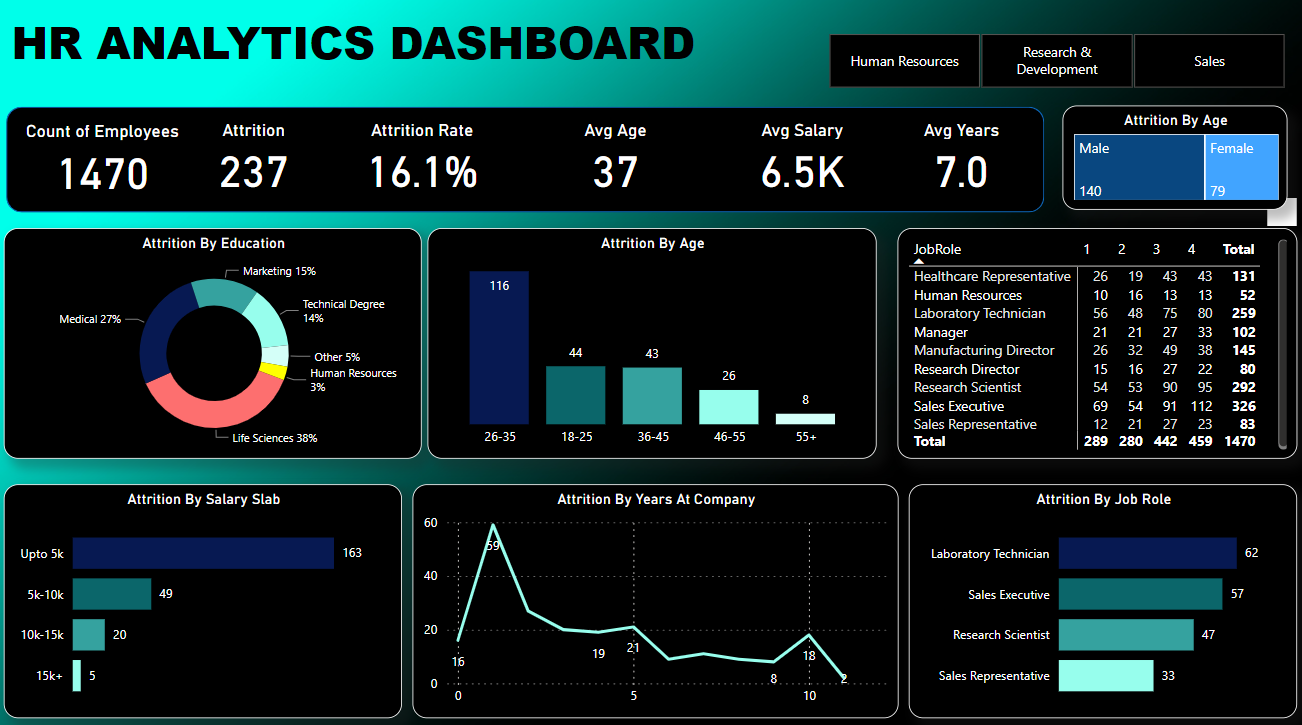 HR ANALYTICS DASHBOARD
Human Resources
Research &
Development
Sales
Count of Employees
1470
Attrition
237
Attrition Rate
16.1%
Avg Age
37
Avg Salary
6.5K
Avg Years
7.0
Attrition By Age
Male
140
Female
79
Attrition By Education
Marketing 15%
Technical Degree
14%
Medical 27%
Other 5%
Human Resources
3%
Life Sciences 38%
Attrition By Age
116
44
43
26
8
26-35
18-25
36-45
46-55
55+
JobRole 1 2 3 4 Total
Healthcare Representative 26 19 43 43 131
Human Resources 10 16 13 13 52
Laboratory Technician 56 48 75 80 259
Manager 21 21 27 33 102
Manufacturing Director 26 32 49 38 145
Research Director 15 16 27 22 80
Research Scientist 54 53 90 95 292
Sales Executive 69 54 91 112 326
Sales Representative 12 21 27 23 83
Total 289 280 442 459 1470
Attrition By Salary Slab
Upto 5k 163
5k-10k 49
10k-15k 20
15k+ 5
Attrition By Years At Company
60
40
20
0
59
16
19
21
8
18
2
0
5
10
Attrition By Job Role
Laboratory Technician 62
Sales Executive 57
Research Scientist 47
Sales Representative 33